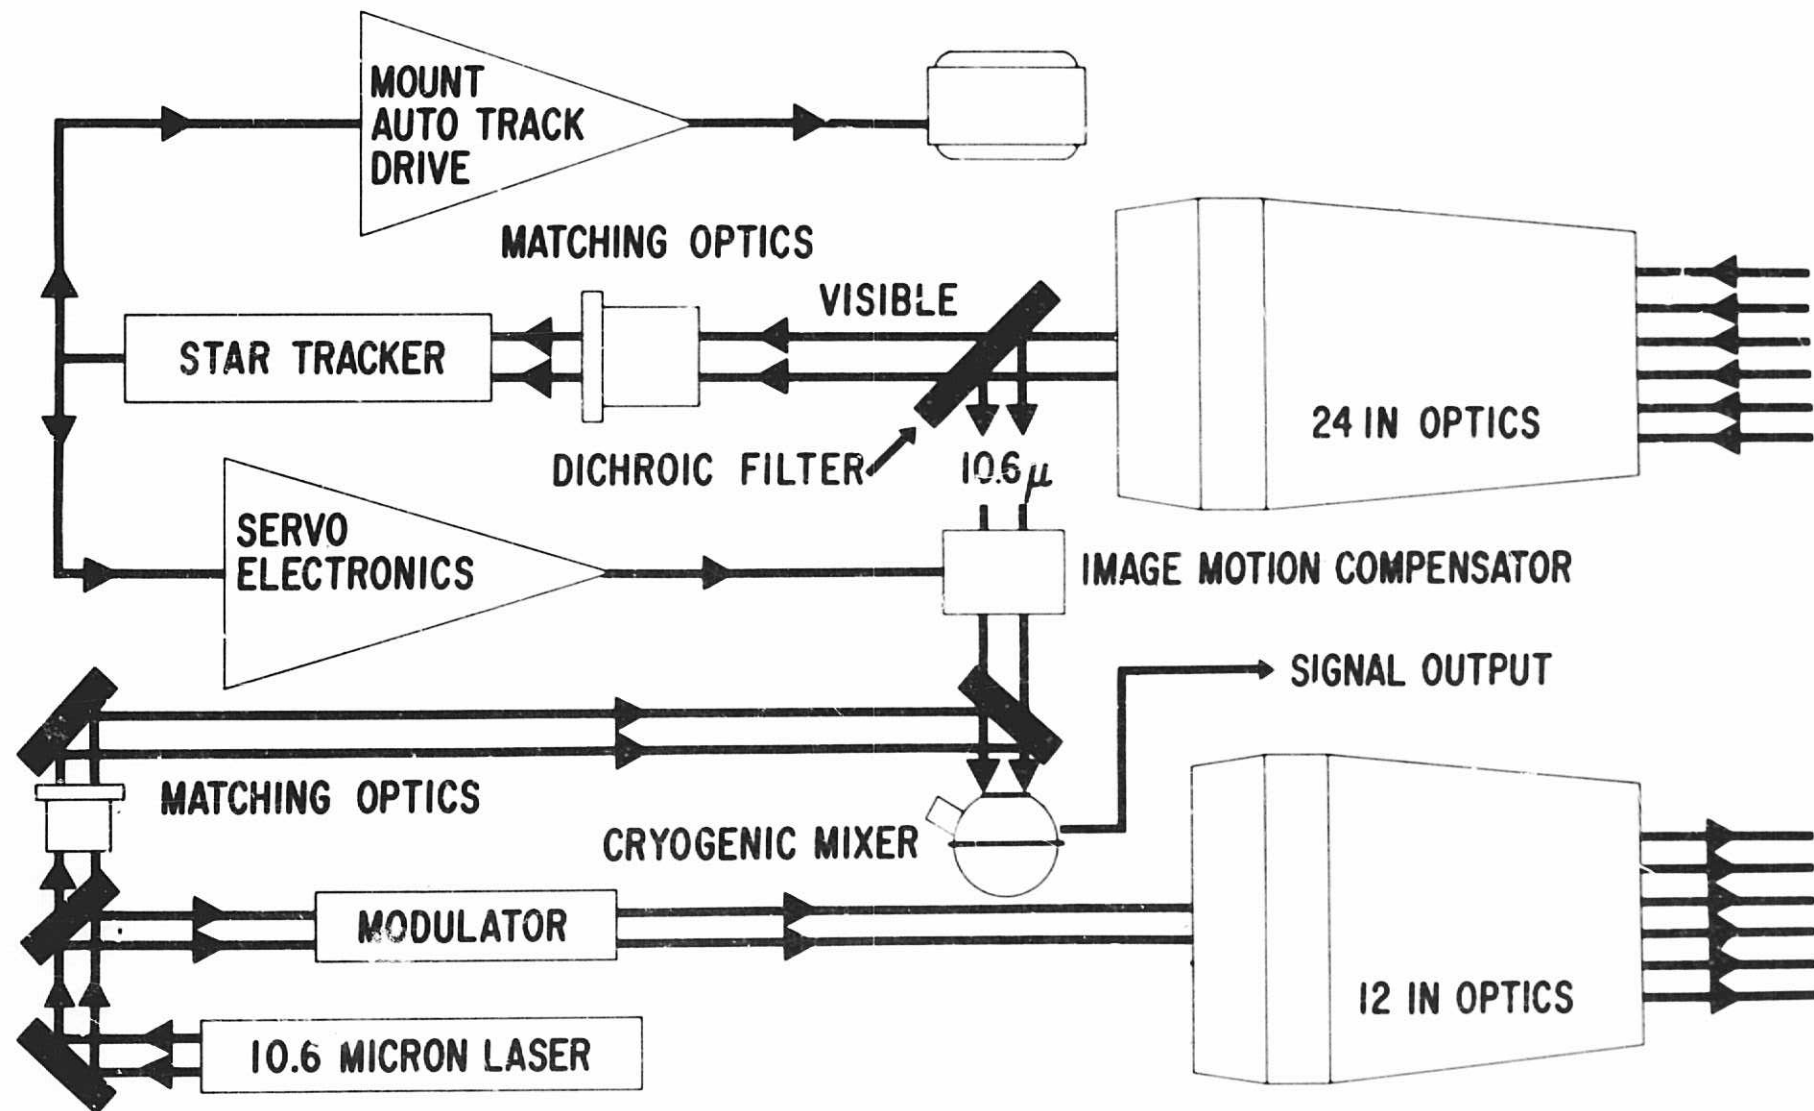 MOUNT
AUTO TRACK
DRIVE
MATCHING OPTICS
VISIBLE
STAR TRACKER
24 IN OPTICS
DICHROIC FILTER
10.6 μ
SERVO
ELECTRONICS
IMAGE MOTION COMPENSATOR
SIGNAL OUTPUT
MATCHING OPTICS
CRYOGENIC MIXER
MODULATOR
12 IN OPTICS
10.6 MICRON LASER